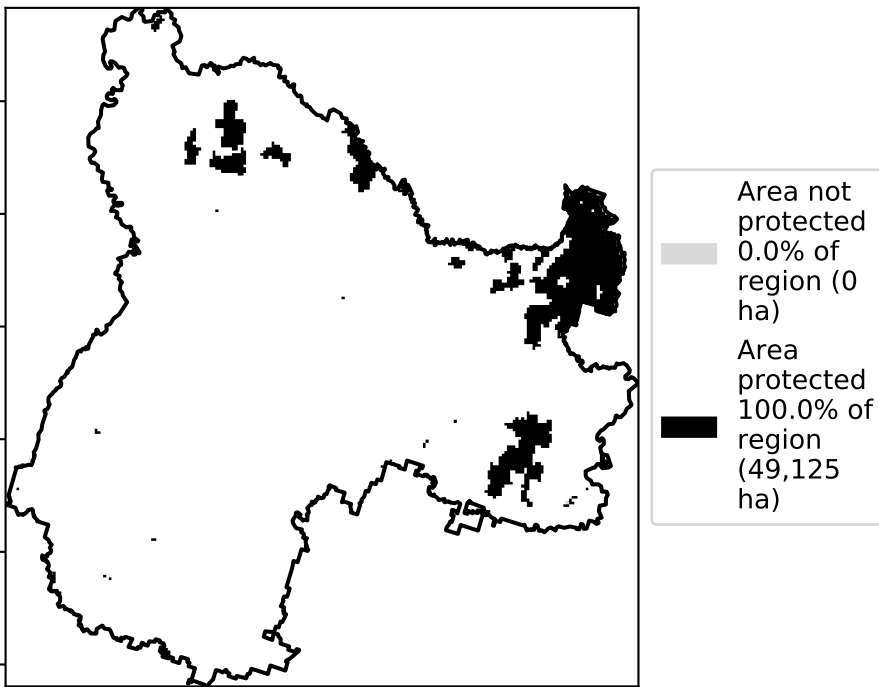 Area not
protected
0.0% of
region (0
ha)
Area
protected
100.0% of
region
(49,125
ha)